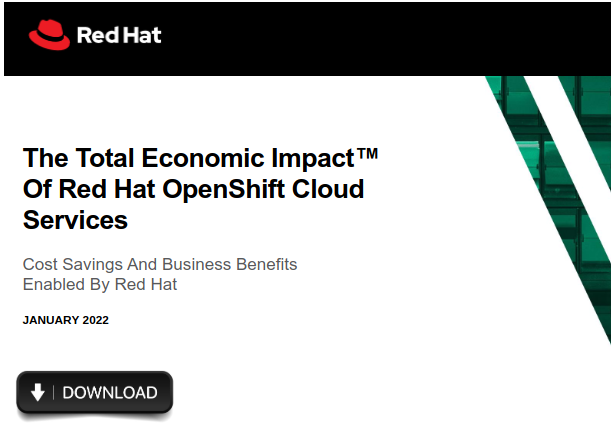 Red Hat
The Total Economic Impact™
Of Red Hat OpenShift Cloud
Services
Cost Savings And Business Benefits
Enabled By Red Hat
JANUARY 2022
DOWNLOAD